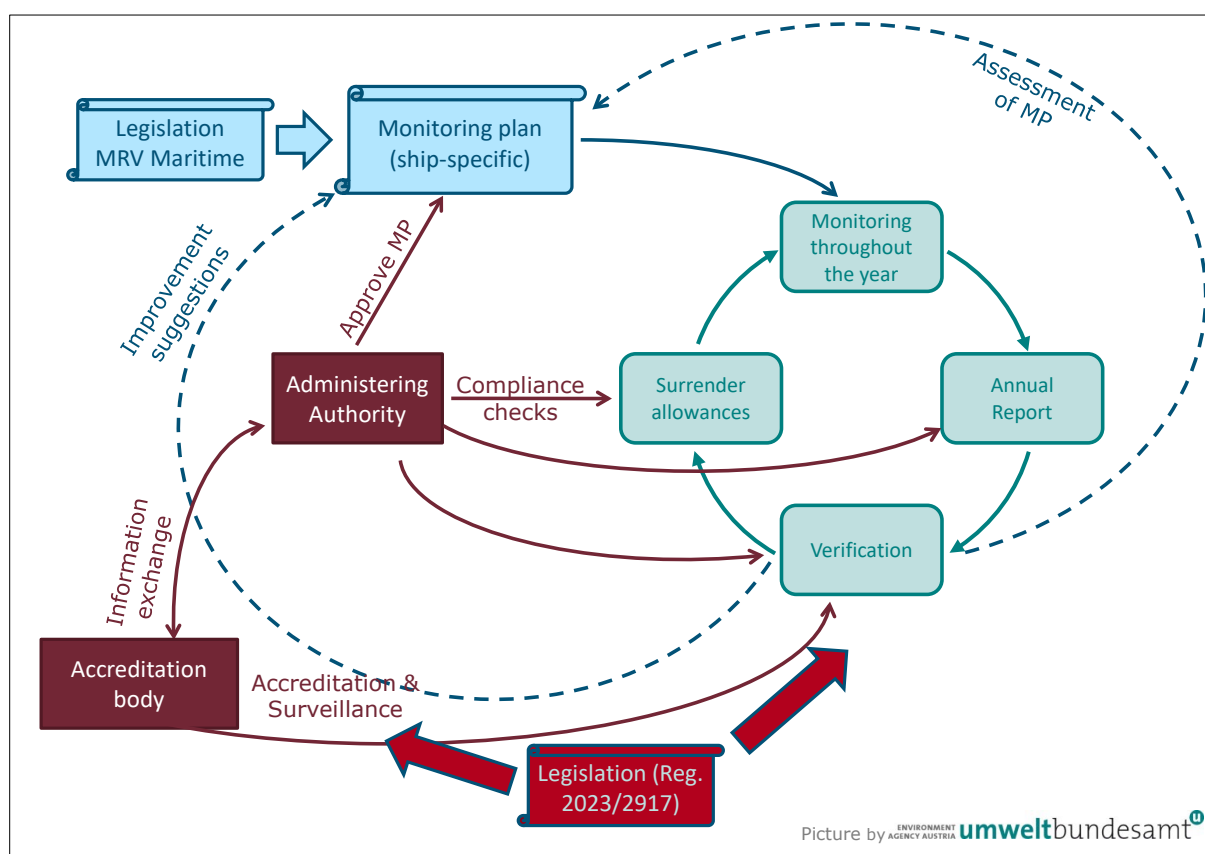 Assessment
of MP
Legislation
MRV Maritime
Monitoring plan
(ship-specific)
Monitoring
throughout
the year
Improvement
suggestions
Approve MP
Administering
Authority
Compliance
checks
Surrender
allowances
Annual
Report
Information
exchange
Verification
Accreditation
body
Accreditation &
Surveillance
Legislation (Reg.
2023/2917)
Picture by ENVIRONMENT AGENCY AUSTRIA umweltbundesamt u